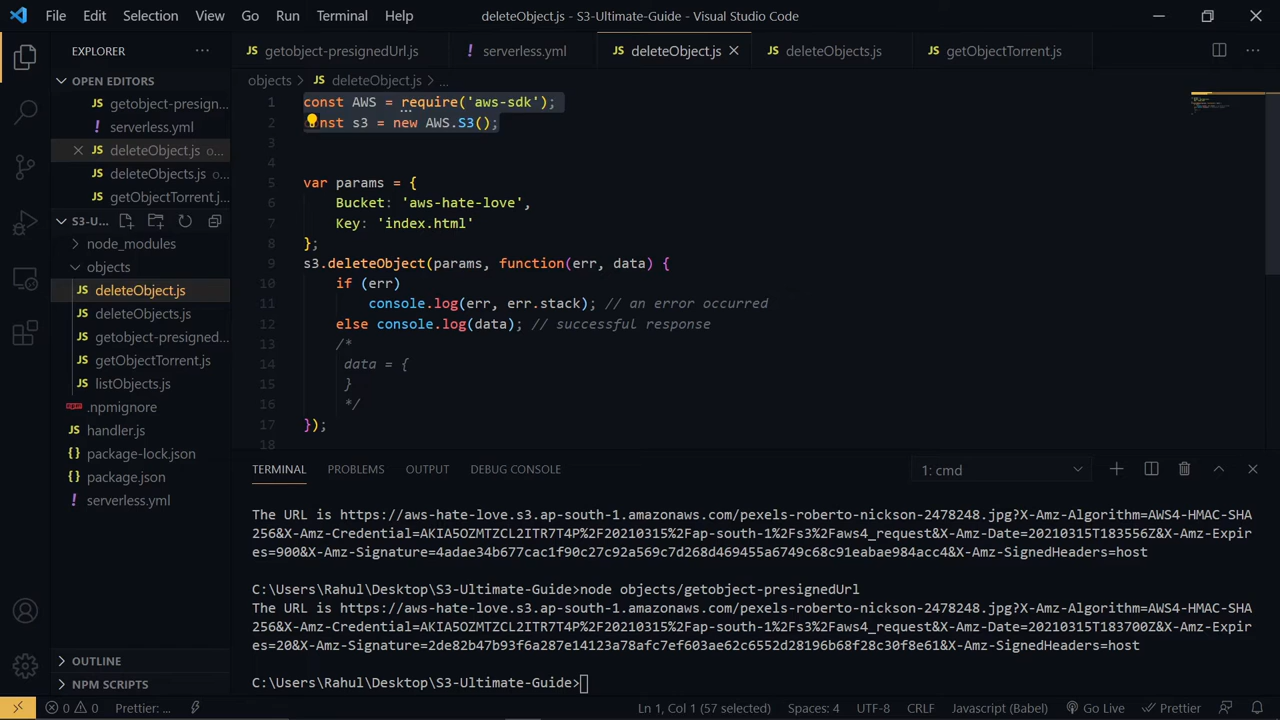 File Edit Selection View Go Run Terminal Help deleteObject.js - S3-Ultimate-Guide - Visual Studio Code
EXPLORER ...
getobject-presignedUrl.js serverless.yml deleteObject.js deleteObjects.js getObjectTorrent.js ...
OPEN EDITORS
getobject-presign...
serverless.yml
deleteObject.js o...
deleteObjects.js o...
getObjectTorrent.j...
S3-U...
node_modules
objects
deleteObject.js
deleteObjects.js
getobject-presigned...
getObjectTorrent.js
listObjects.js
.npmignore
handler.js
package-lock.json
package.json
serverless.yml
OUTLINE
NPM SCRIPTS
objects > JS deleteObject.js > ...
1 const AWS = require('aws-sdk');
2 nst s3 = new AWS.S3();
3
4
5 var params = {
6 Bucket: 'aws-hate-love',
7 Key: 'index.html'
8 };
9 s3.deleteObject(params, function(err, data) {
10 if (err)
11 console.log(err, err.stack); // an error occurred
12 else console.log(data); // successful response
13 /*
14 data = {
15 }
16 */
17 });
18
TERMINAL PROBLEMS OUTPUT DEBUG CONSOLE 1: cmd
The URL is https://aws-hate-love.s3.ap-south-1.amazonaws.com/pexels-roberto-nickson-2478248.jpg?X-Amz-Algorithm=AWS4-HMAC-SHA
256&X-Amz-Credential=AKIA5OZMTZCL2ITR7T4P%2F20210315%2Fap-south-1%2Fs3%2Faws4_request&X-Amz-Date=20210315T183556Z&X-Amz-Expir
es=900&X-Amz-Signature=4adae34b677cac1f90c27c92a569c7d268d469455a6749c68c91eabae984acc4&X-Amz-SignedHeaders=host
C:\Users\Rahul\Desktop\S3-Ultimate-Guide>node objects/getobject-presignedUrl
The URL is https://aws-hate-love.s3.ap-south-1.amazonaws.com/pexels-roberto-nickson-2478248.jpg?X-Amz-Algorithm=AWS4-HMAC-SHA
256&X-Amz-Credential=AKIA5OZMTZCL2ITR7T4P%2F20210315%2Fap-south-1%2Fs3%2Faws4_request&X-Amz-Date=20210315T183700Z&X-Amz-Expir
es=20&X-Amz-Signature=2de82b47b93f6a287e14123a78afc7ef603ae62c6552d28196b68f28c30f8e61&X-Amz-SignedHeaders=host
C:\Users\Rahul\Desktop\S3-Ultimate-Guide>
0 0 Prettier: ... Ln 1, Col 1 (57 selected) Spaces: 4 UTF-8 CRLF Javascript (Babel) Go Live Prettier